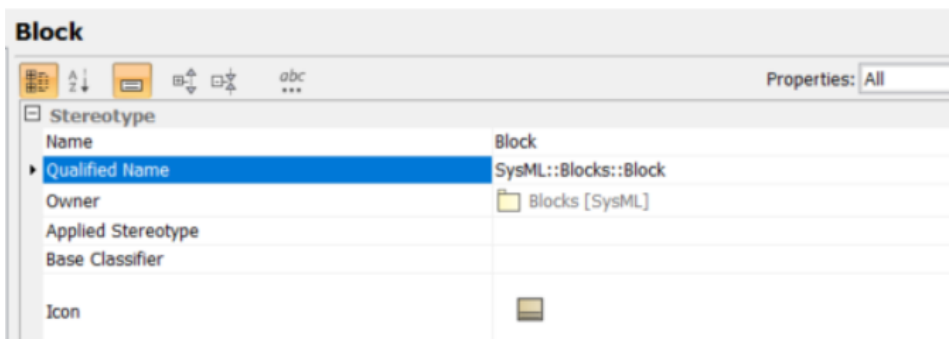 Block
A Z abc Properties: All
Stereotype
Name Block
Qualified Name SysML::Blocks::Block
Owner Blocks [SysML]
Applied Stereotype
Base Classifier
Icon